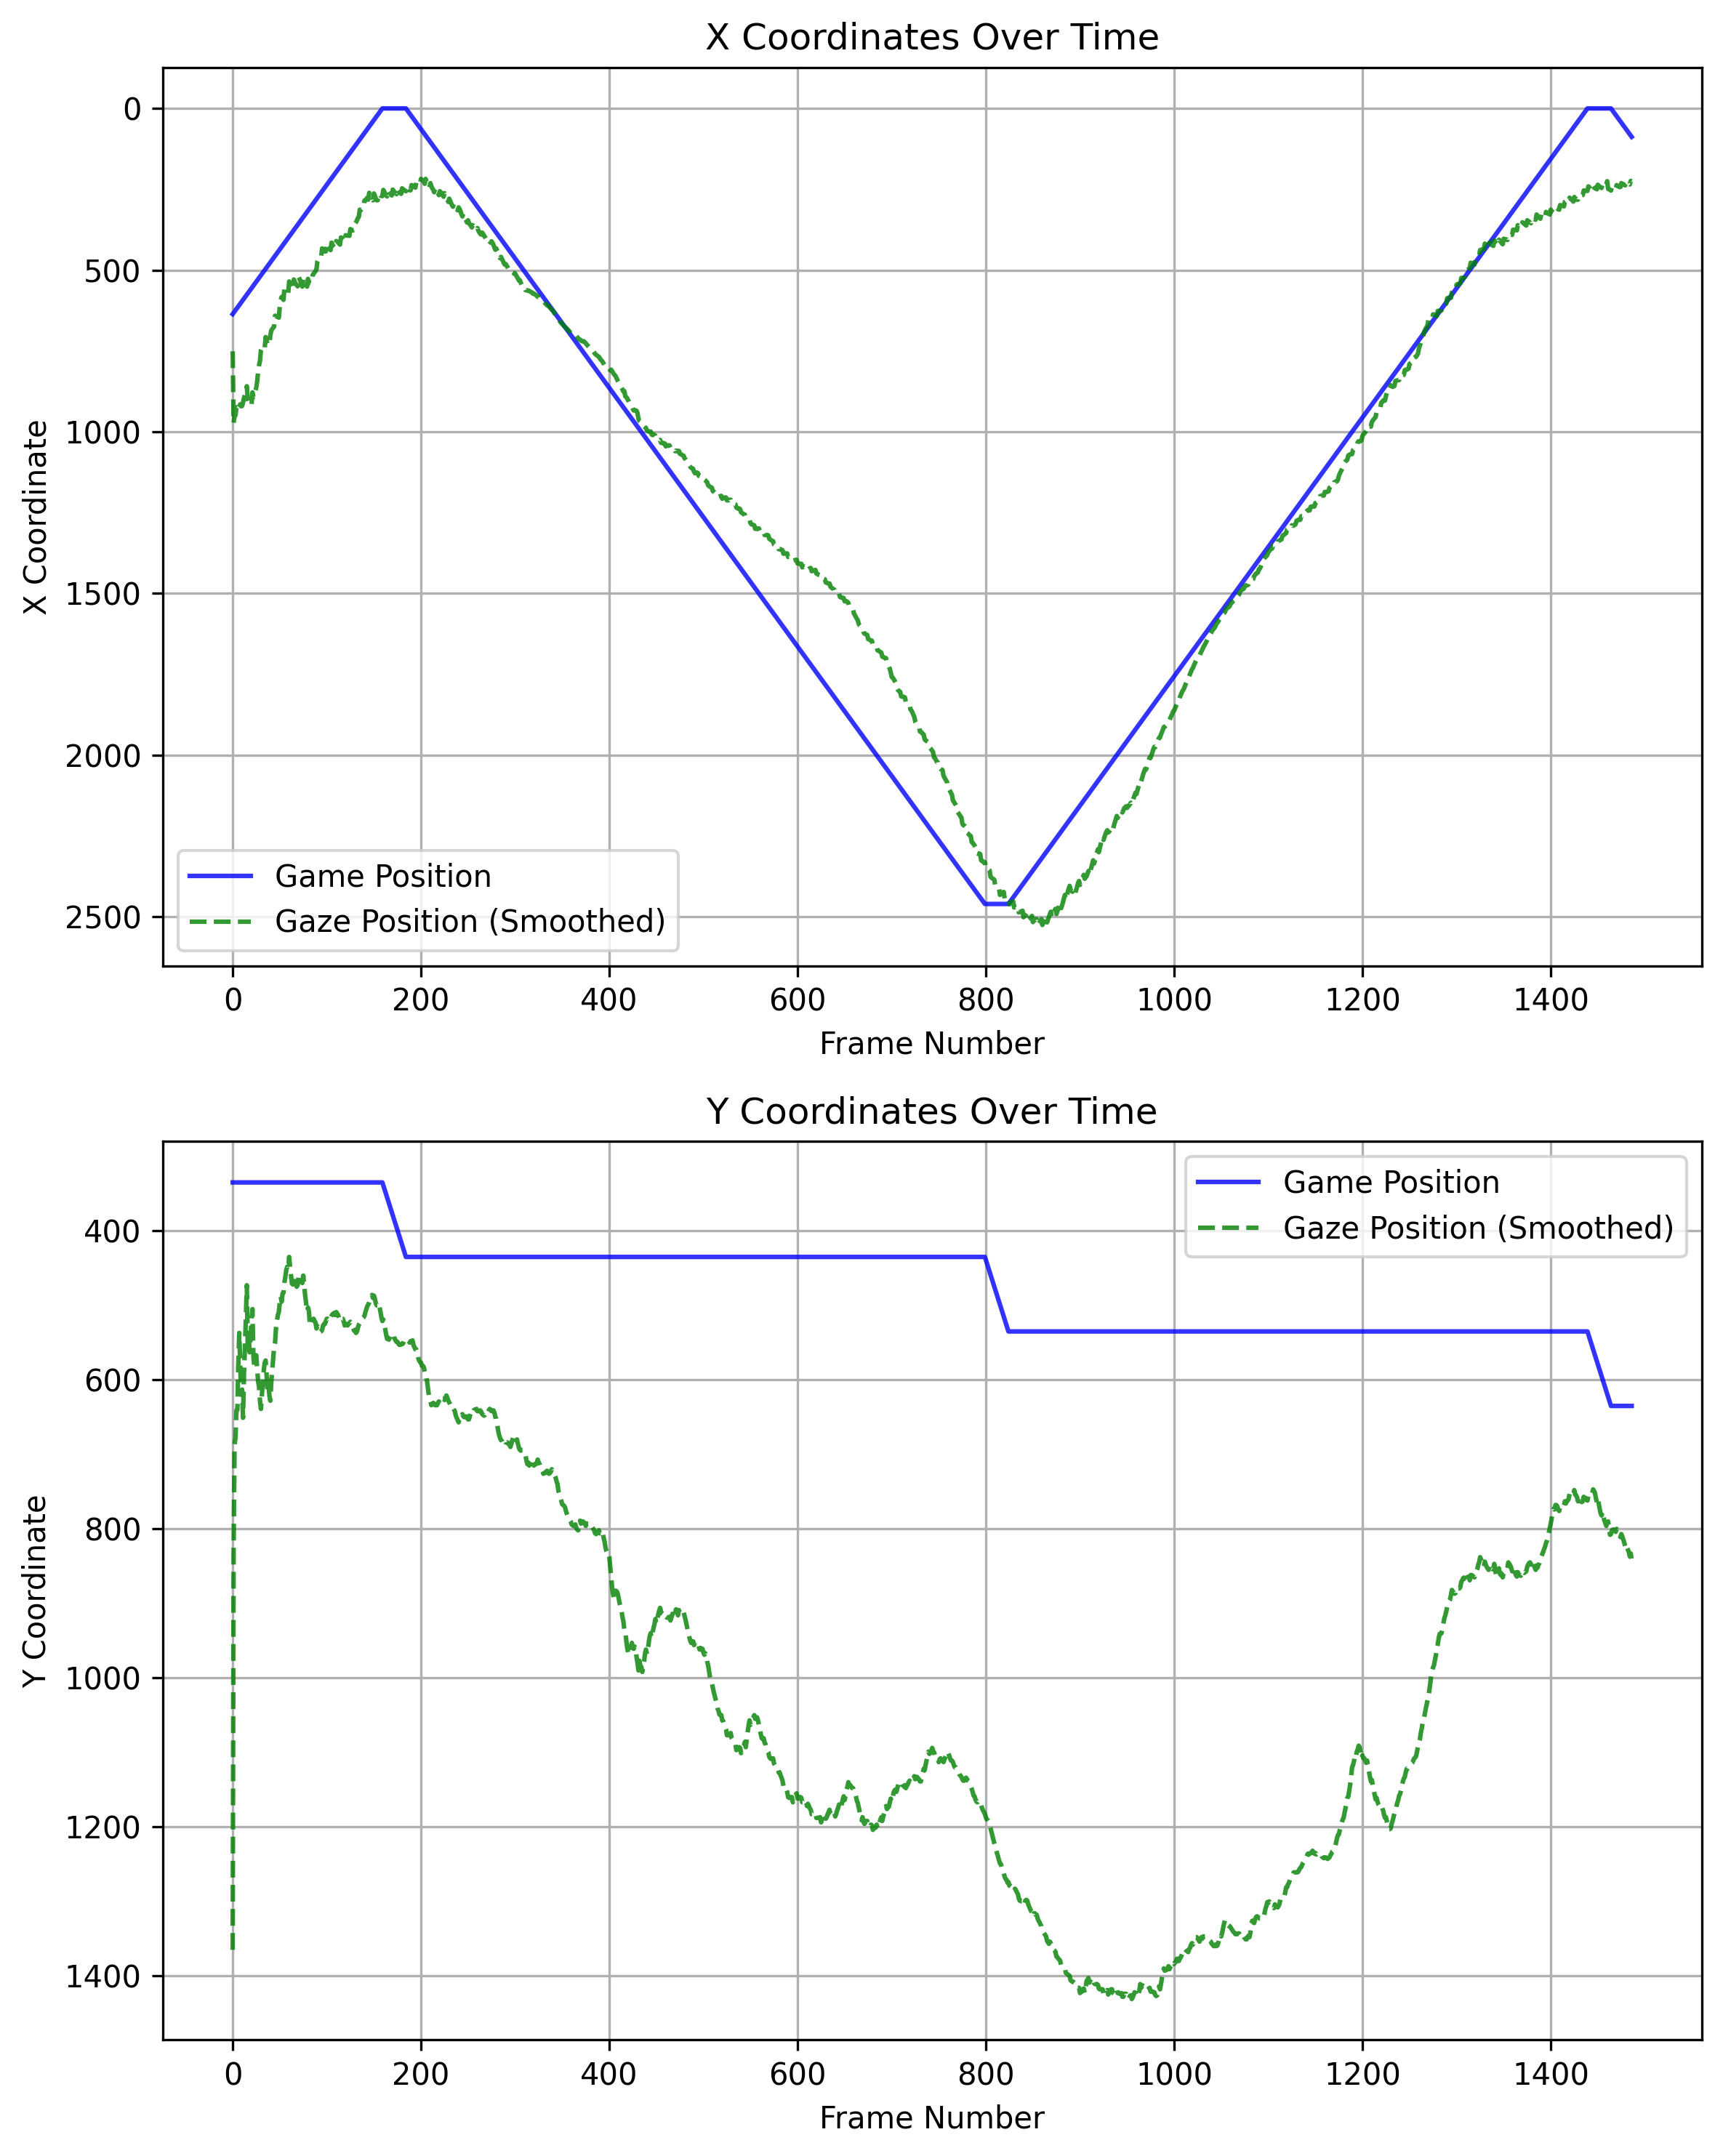 X Coordinates Over Time
0
500
1000
1500
2000
2500
X Coordinate
Game Position
Gaze Position (Smoothed)
0 200 400 600 800 1000 1200 1400
Frame Number
Y Coordinates Over Time
Game Position
Gaze Position (Smoothed)
400
600
800
1000
1200
1400
Y Coordinate
0 200 400 600 800 1000 1200 1400
Frame Number